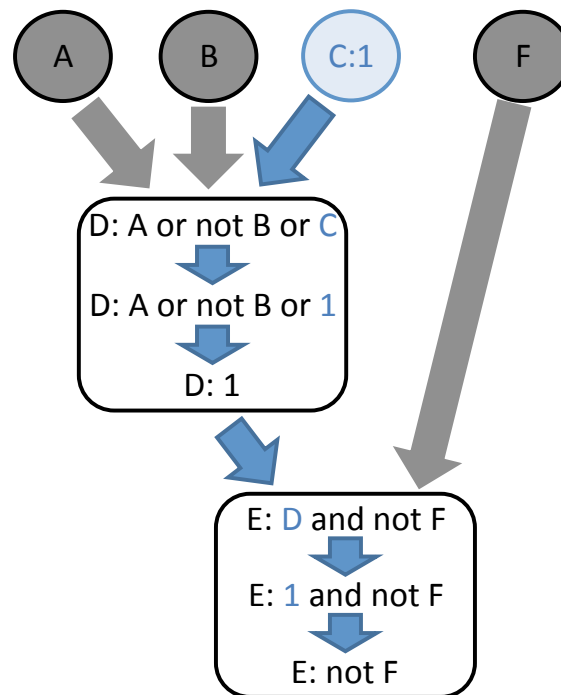 A
B
C:1
F
D: A or not B or C
D: A or not B or 1
D: 1
E: D and not F
E: 1 and not F
E: not F